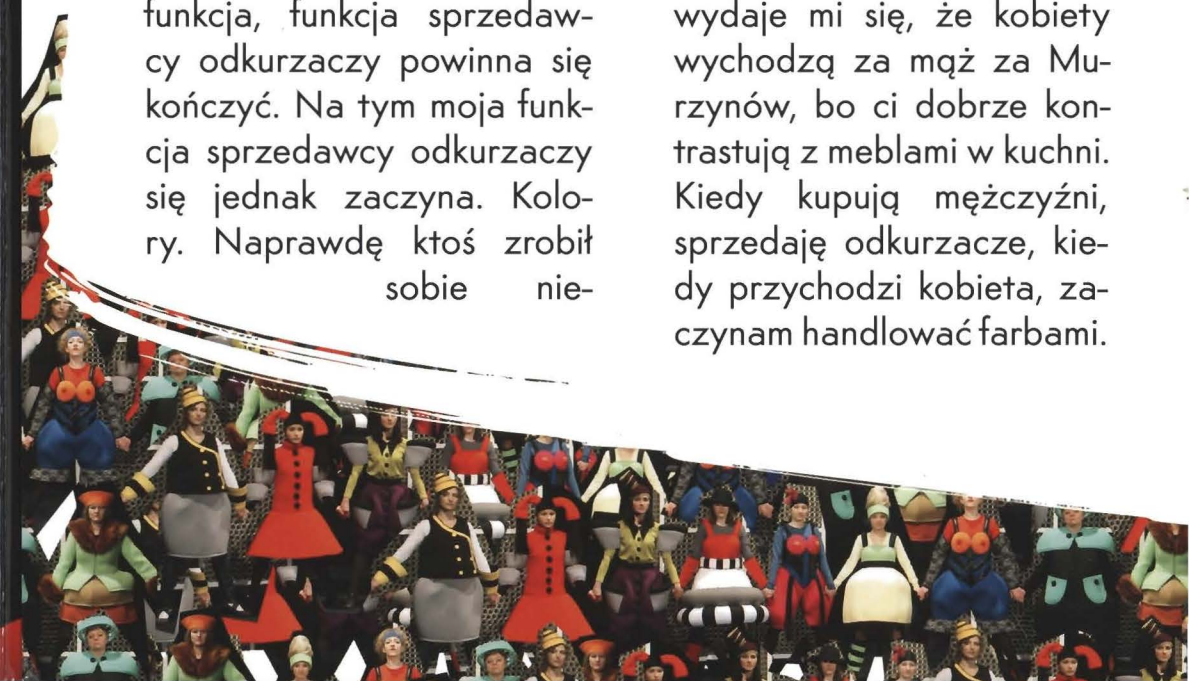 funkcja, funkcja sprzedaw-
cy odkurzaczy powinna się
kończyć. Na tym moja funk-
cja sprzedawcy odkurzaczy
się jednak zaczyna. Kolo-
ry. Naprawdę ktoś zrobił
sobie nie-
wydaje mi się, że kobiety
wychodzą za mąż za Mu-
rzynów, bo ci dobrze kon-
trastują z meblami w kuchni.
Kiedy kupują mężczyźni,
sprzedaję odkurzacze, kie-
dy przychodzi kobieta, za-
czynam handlować farbami.